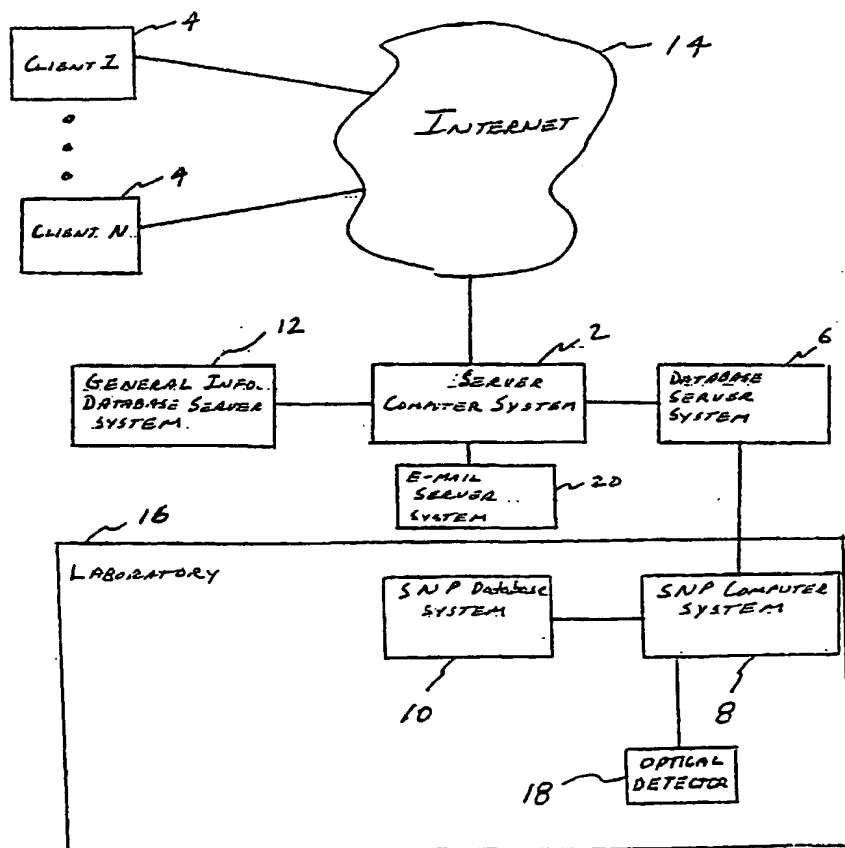 4
CLIENT I
14
INTERNET
4
CLIENT N
12
GENERAL INFO.
DATABASE SERVER
SYSTEM
2
SERVER
COMPUTER SYSTEM
6
DATABASE
SERVER
SYSTEM
E-MAIL
SERVER
SYSTEM
20
16
LABORATORY
SNP Database
SYSTEM
10
SNP COMPUTER
SYSTEM
8
OPTICAL
DETECTOR
18